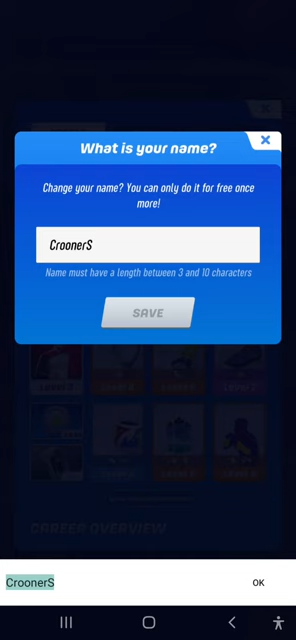 What is your name?
Change your name? You can only do it for free once
more!
CroonerS
Name must have a length between 3 and 10 characters
SAVE
CAREER OVERVIEW
CroonerS
OK